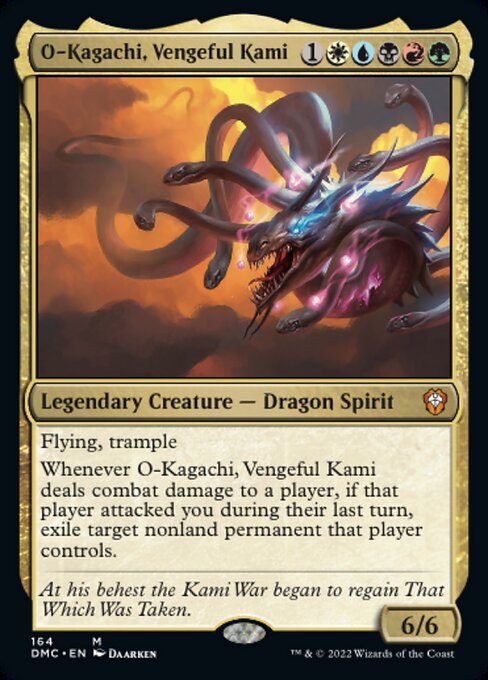 O-Kagachi, Vengeful Kami 1
Legendary Creature — Dragon Spirit
Flying, trample
Whenever O-Kagachi, Vengeful Kami
deals combat damage to a player, if that
player attacked you during their last turn,
exile target nonland permanent that player
controls.
At his behest the Kami War began to regain That
Which Was Taken.
6/6
164 M
DMC • EN Daarken
™ & © 2022 Wizards of the Coast